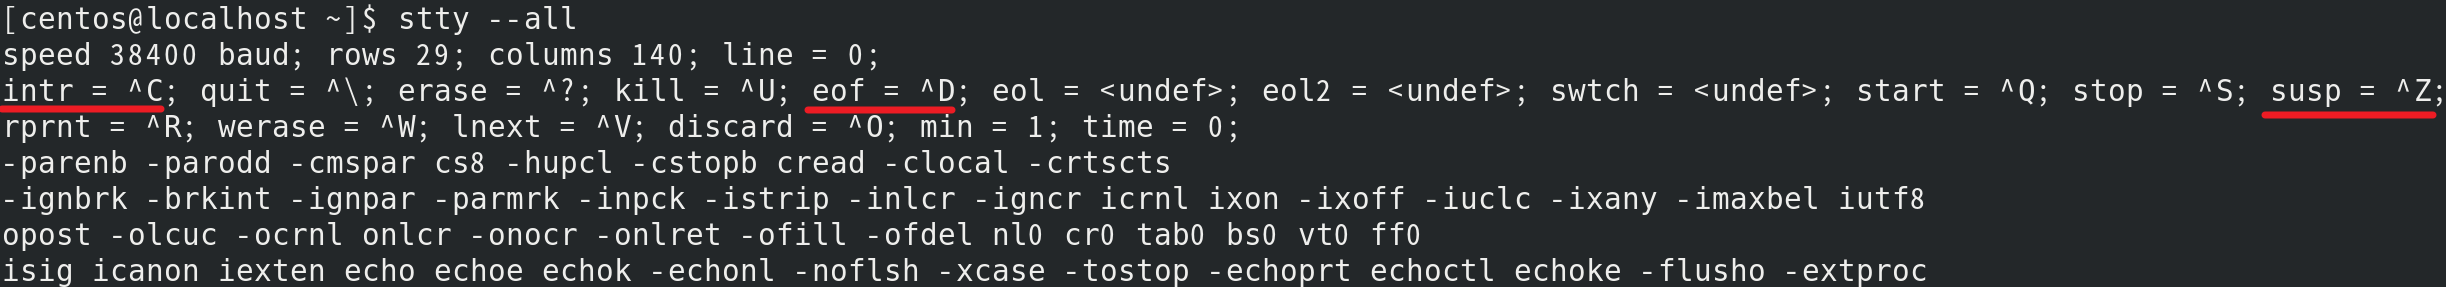 [centos@localhost ~]$ stty --all
speed 38400 baud; rows 29; columns 140; line = 0;
intr = ^C; quit = ^\; erase = ^?; kill = ^U; eof = ^D; eol = <undef>; eol2 = <undef>; swtch = <undef>; start = ^Q; stop = ^S; susp = ^Z;
rprnt = ^R; werase = ^W; lnext = ^V; discard = ^O; min = 1; time = 0;
-parenb -parodd -cmspar cs8 -hupcl -cstopb cread -clocal -crtscts
-ignbrk -brkint -ignpar -parmrk -inpck -istrip -inlcr -igncr icrnl ixon -ixoff -iuclc -ixany -imaxbel iutf8
opost -olcuc -ocrnl onlcr -onocr -onlret -ofill -ofdel nl0 cr0 tab0 bs0 vt0 ff0
isig icanon iexten echo echoe echok -echonl -noflsh -xcase -tostop -echoprt echoctl echoke -flusho -extproc